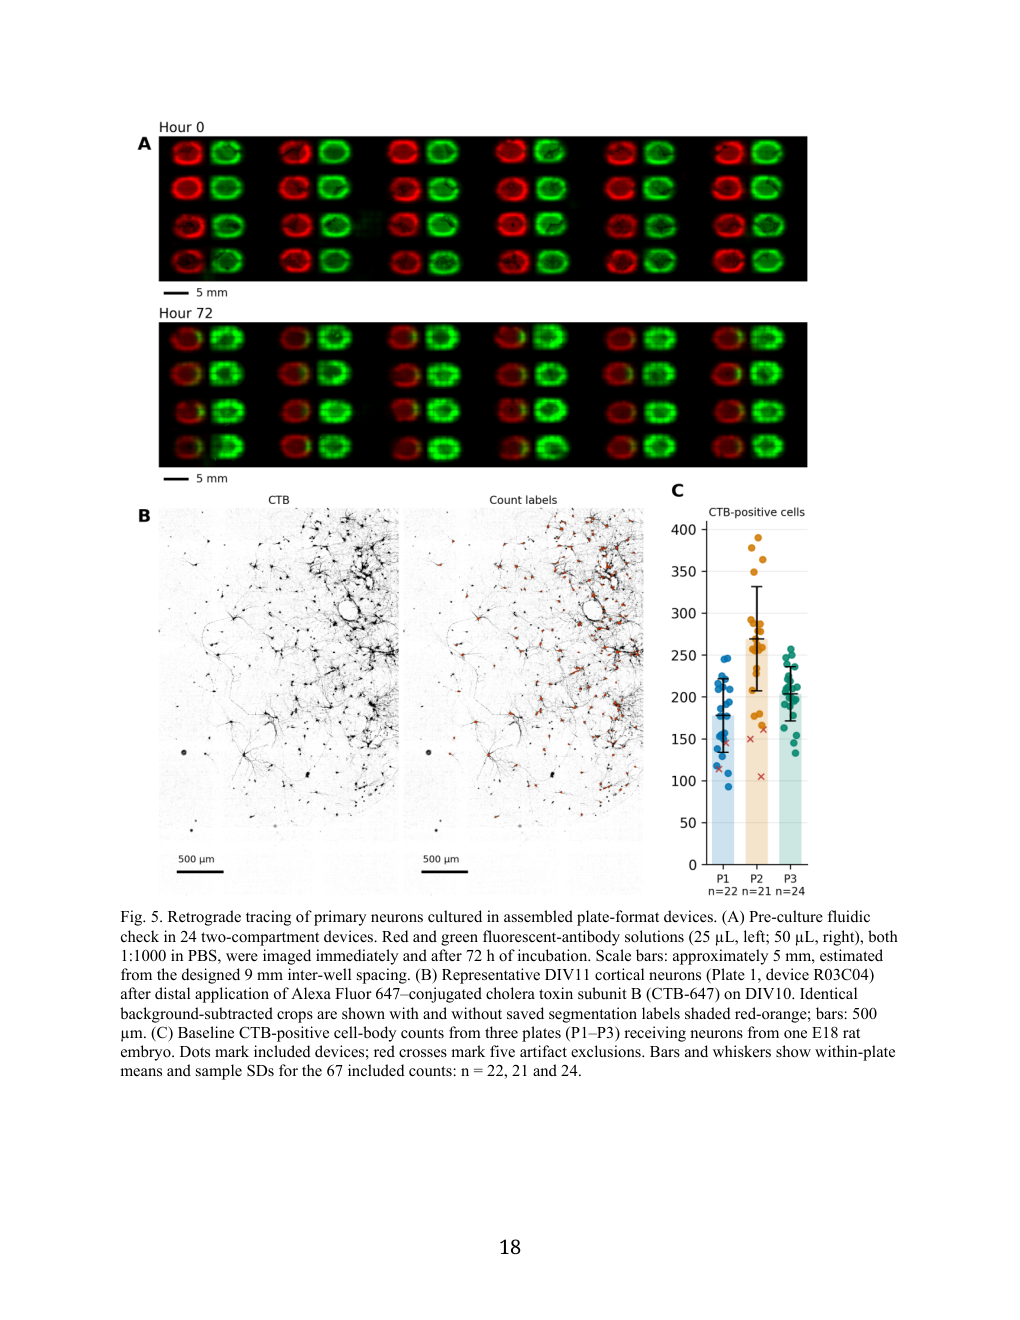 Hour 0
A
5 mm
Hour 72
5 mm
B
CTB
Count labels
500 µm
500 µm
C
CTB-positive cells
400
350
300
250
200
150
100
50
0
P1 P2 P3
n=22 n=21 n=24
Fig. 5. Retrograde tracing of primary neurons cultured in assembled plate-format devices. (A) Pre-culture fluidic
check in 24 two-compartment devices. Red and green fluorescent-antibody solutions (25 µL, left; 50 µL, right), both
1:1000 in PBS, were imaged immediately and after 72 h of incubation. Scale bars: approximately 5 mm, estimated
from the designed 9 mm inter-well spacing. (B) Representative DIV11 cortical neurons (Plate 1, device R03C04)
after distal application of Alexa Fluor 647–conjugated cholera toxin subunit B (CTB-647) on DIV10. Identical
background-subtracted crops are shown with and without saved segmentation labels shaded red-orange; bars: 500
µm. (C) Baseline CTB-positive cell-body counts from three plates (P1–P3) receiving neurons from one E18 rat
embryo. Dots mark included devices; red crosses mark five artifact exclusions. Bars and whiskers show within-plate
means and sample SDs for the 67 included counts: n = 22, 21 and 24.
18